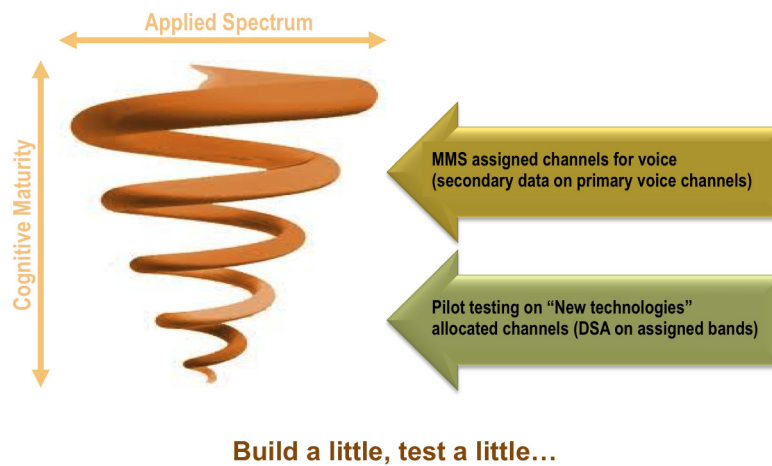 Applied Spectrum
Cognitive Maturity
MMS assigned channels for voice
(secondary data on primary voice channels)
Pilot testing on “New technologies”
allocated channels (DSA on assigned bands)
Build a little, test a little…